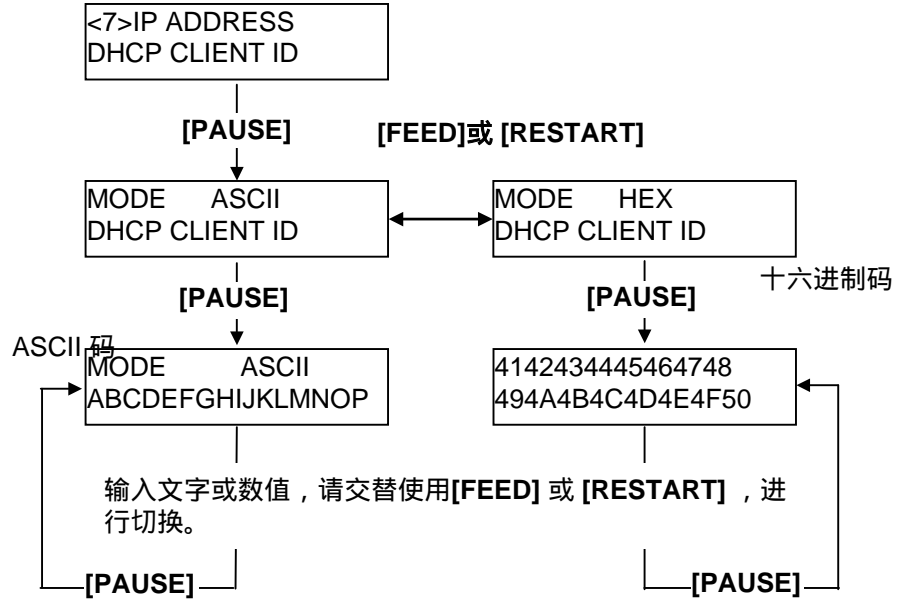 <7>IP ADDRESS
DHCP CLIENT ID
[PAUSE]
[FEED]或 [RESTART]
MODE ASCII
DHCP CLIENT ID
MODE HEX
DHCP CLIENT ID
[PAUSE]
[PAUSE]
十六进制码
ASCII 码
MODE ASCII
ABCDEFGHIJKLMNOP
4142434445464748
494A4B4C4D4E4F50
输入文字或数值，请交替使用[FEED] 或 [RESTART] ，进
行切换。
[PAUSE]
[PAUSE]